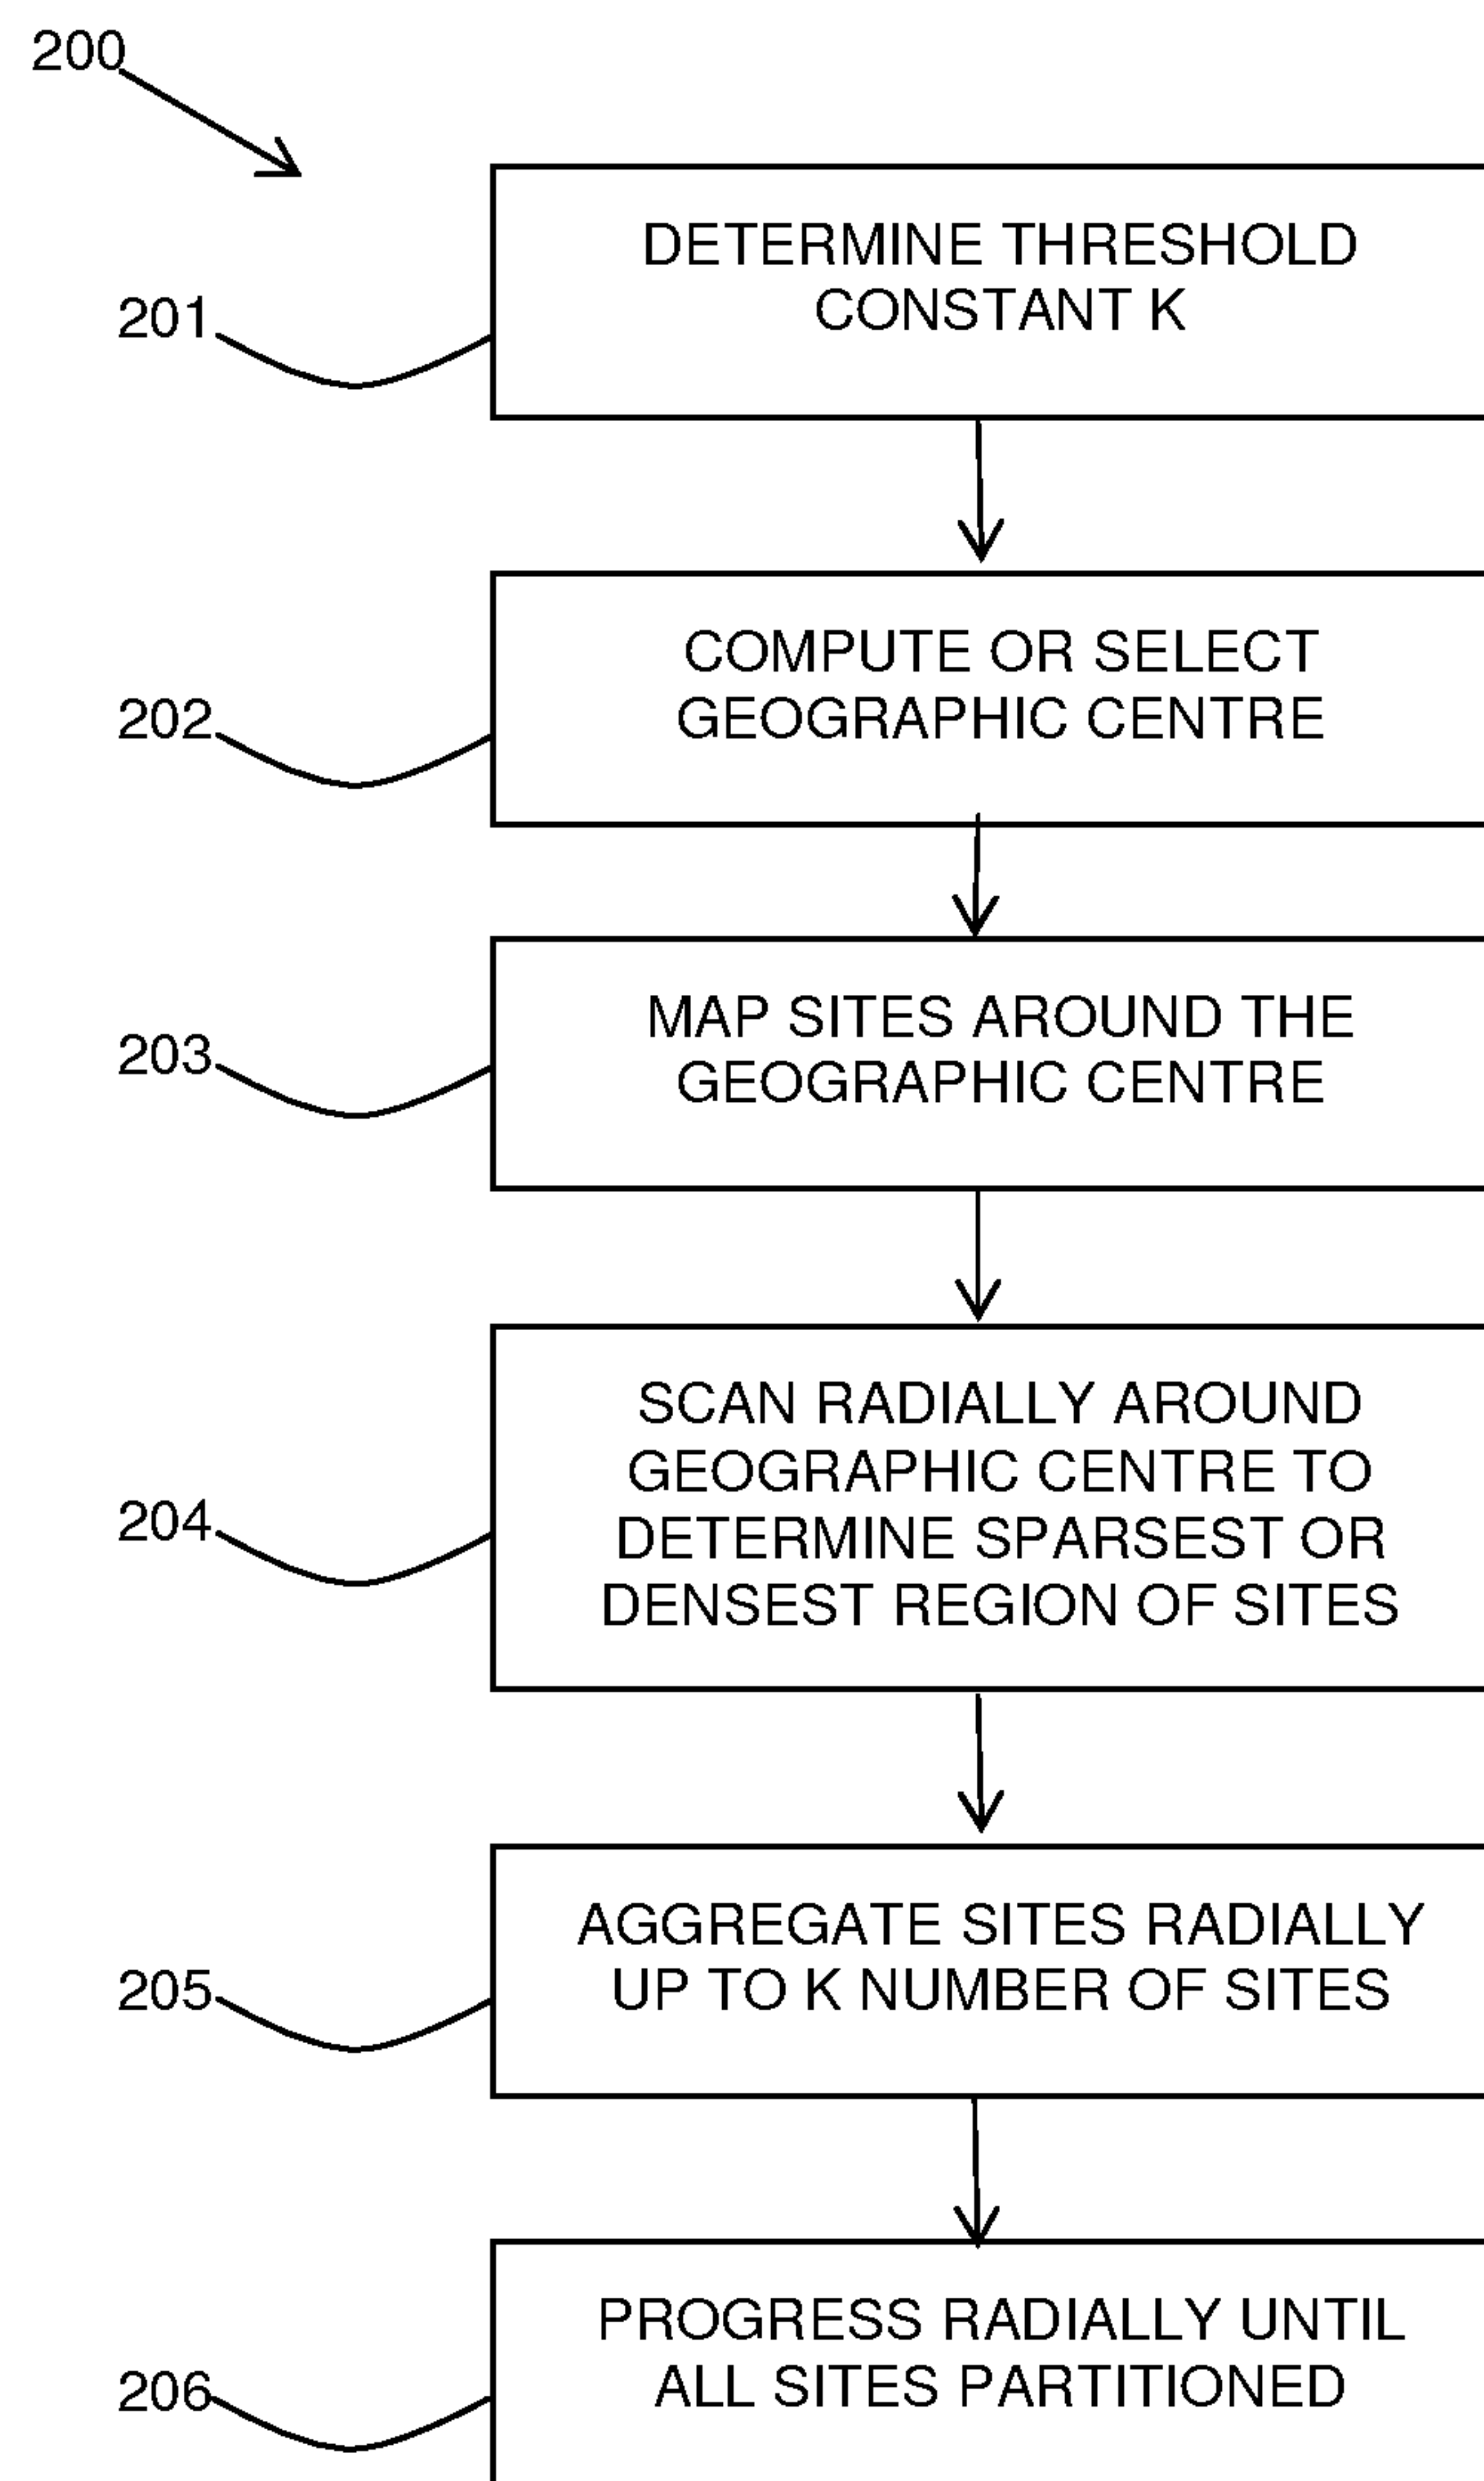 200
201
DETERMINE THRESHOLD
CONSTANT K
202
COMPUTE OR SELECT
GEOGRAPHIC CENTRE
203
MAP SITES AROUND THE
GEOGRAPHIC CENTRE
204
SCAN RADIALLY AROUND
GEOGRAPHIC CENTRE TO
DETERMINE SPARSEST OR
DENSEST REGION OF SITES
205
AGGREGATE SITES RADIALLY
UP TO K NUMBER OF SITES
206
PROGRESS RADIALLY UNTIL
ALL SITES PARTITIONED